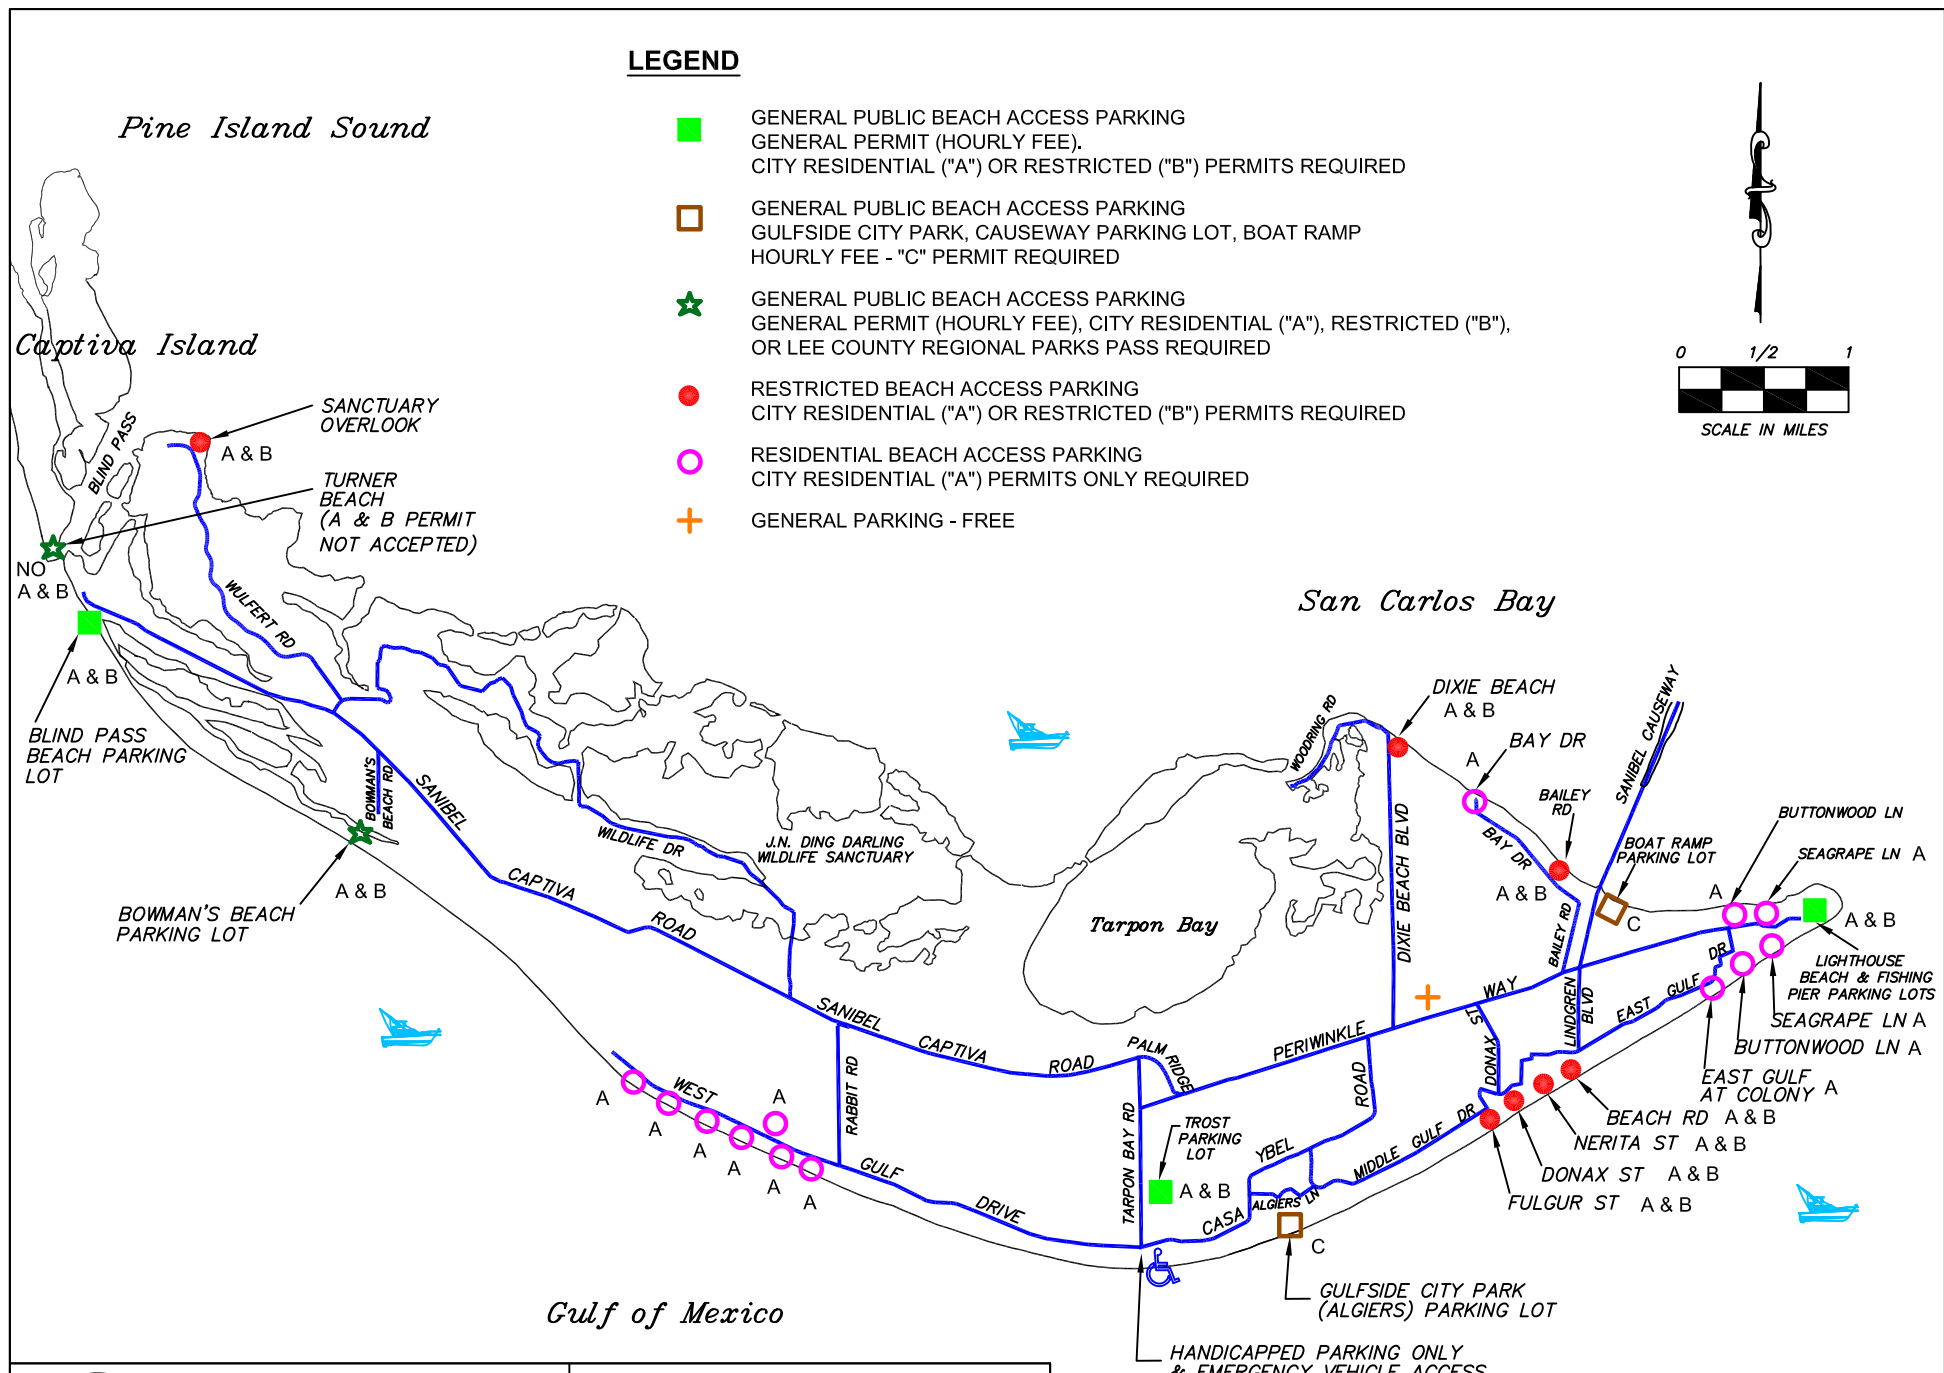 LEGEND
GENERAL PUBLIC BEACH ACCESS PARKING
GENERAL PERMIT (HOURLY FEE).
CITY RESIDENTIAL ("A") OR RESTRICTED ("B") PERMITS REQUIRED
GENERAL PUBLIC BEACH ACCESS PARKING
GULFSIDE CITY PARK, CAUSEWAY PARKING LOT, BOAT RAMP
HOURLY FEE - "C" PERMIT REQUIRED
GENERAL PUBLIC BEACH ACCESS PARKING
GENERAL PERMIT (HOURLY FEE), CITY RESIDENTIAL ("A"), RESTRICTED ("B"),
OR LEE COUNTY REGIONAL PARKS PASS REQUIRED
RESTRICTED BEACH ACCESS PARKING
CITY RESIDENTIAL ("A") OR RESTRICTED ("B") PERMITS REQUIRED
RESIDENTIAL BEACH ACCESS PARKING
CITY RESIDENTIAL ("A") PERMITS ONLY REQUIRED
GENERAL PARKING - FREE
0 1/2 1
SCALE IN MILES
Pine Island Sound
Captiva Island
BLIND PASS
SANCTUARY
OVERLOOK
A & B
TURNER
BEACH
(A & B PERMIT
NOT ACCEPTED)
NO
A & B
WULFERT RD
A & B
BLIND PASS
BEACH PARKING
LOT
BOWMAN'S
BEACH RD
A & B
BOWMAN'S BEACH
PARKING LOT
SANIBEL
CAPTIVA
ROAD
WILDLIFE DR
J.N. DING DARLING
WILDLIFE SANCTUARY
San Carlos Bay
Tarpon Bay
WOODRING RD
DIXIE BEACH
A & B
DIXIE BEACH BLVD
A
BAY DR
BAY DR
BAILEY
RD
A & B
BAILEY RD
SANIBEL CAUSEWAY
BOAT RAMP
PARKING LOT
C
BUTTONWOOD LN
A
SEAGRAPE LN A
A & B
LIGHTHOUSE
BEACH & FISHING
PIER PARKING LOTS
SEAGRAPE LN A
BUTTONWOOD LN A
EAST GULF
AT COLONY A
EAST GULF DR
LINDGREN
BLVD
BEACH RD A & B
NERITA ST A & B
DONAX ST A & B
FULGUR ST A & B
DONAX ST
PERIWINKLE WAY
SANIBEL
CAPTIVA
ROAD
PALM RIDGE
ROAD
YBEL
CASA
MIDDLE GULF DR
ALGIERS LN
TROST
PARKING
LOT
A & B
TARPON BAY RD
RABBIT RD
WEST
GULF
DRIVE
A
A
A
A
A
A
A
C
GULFSIDE CITY PARK
(ALGIERS) PARKING LOT
HANDICAPPED PARKING ONLY
& EMERGENCY VEHICLE ACCESS
Gulf of Mexico